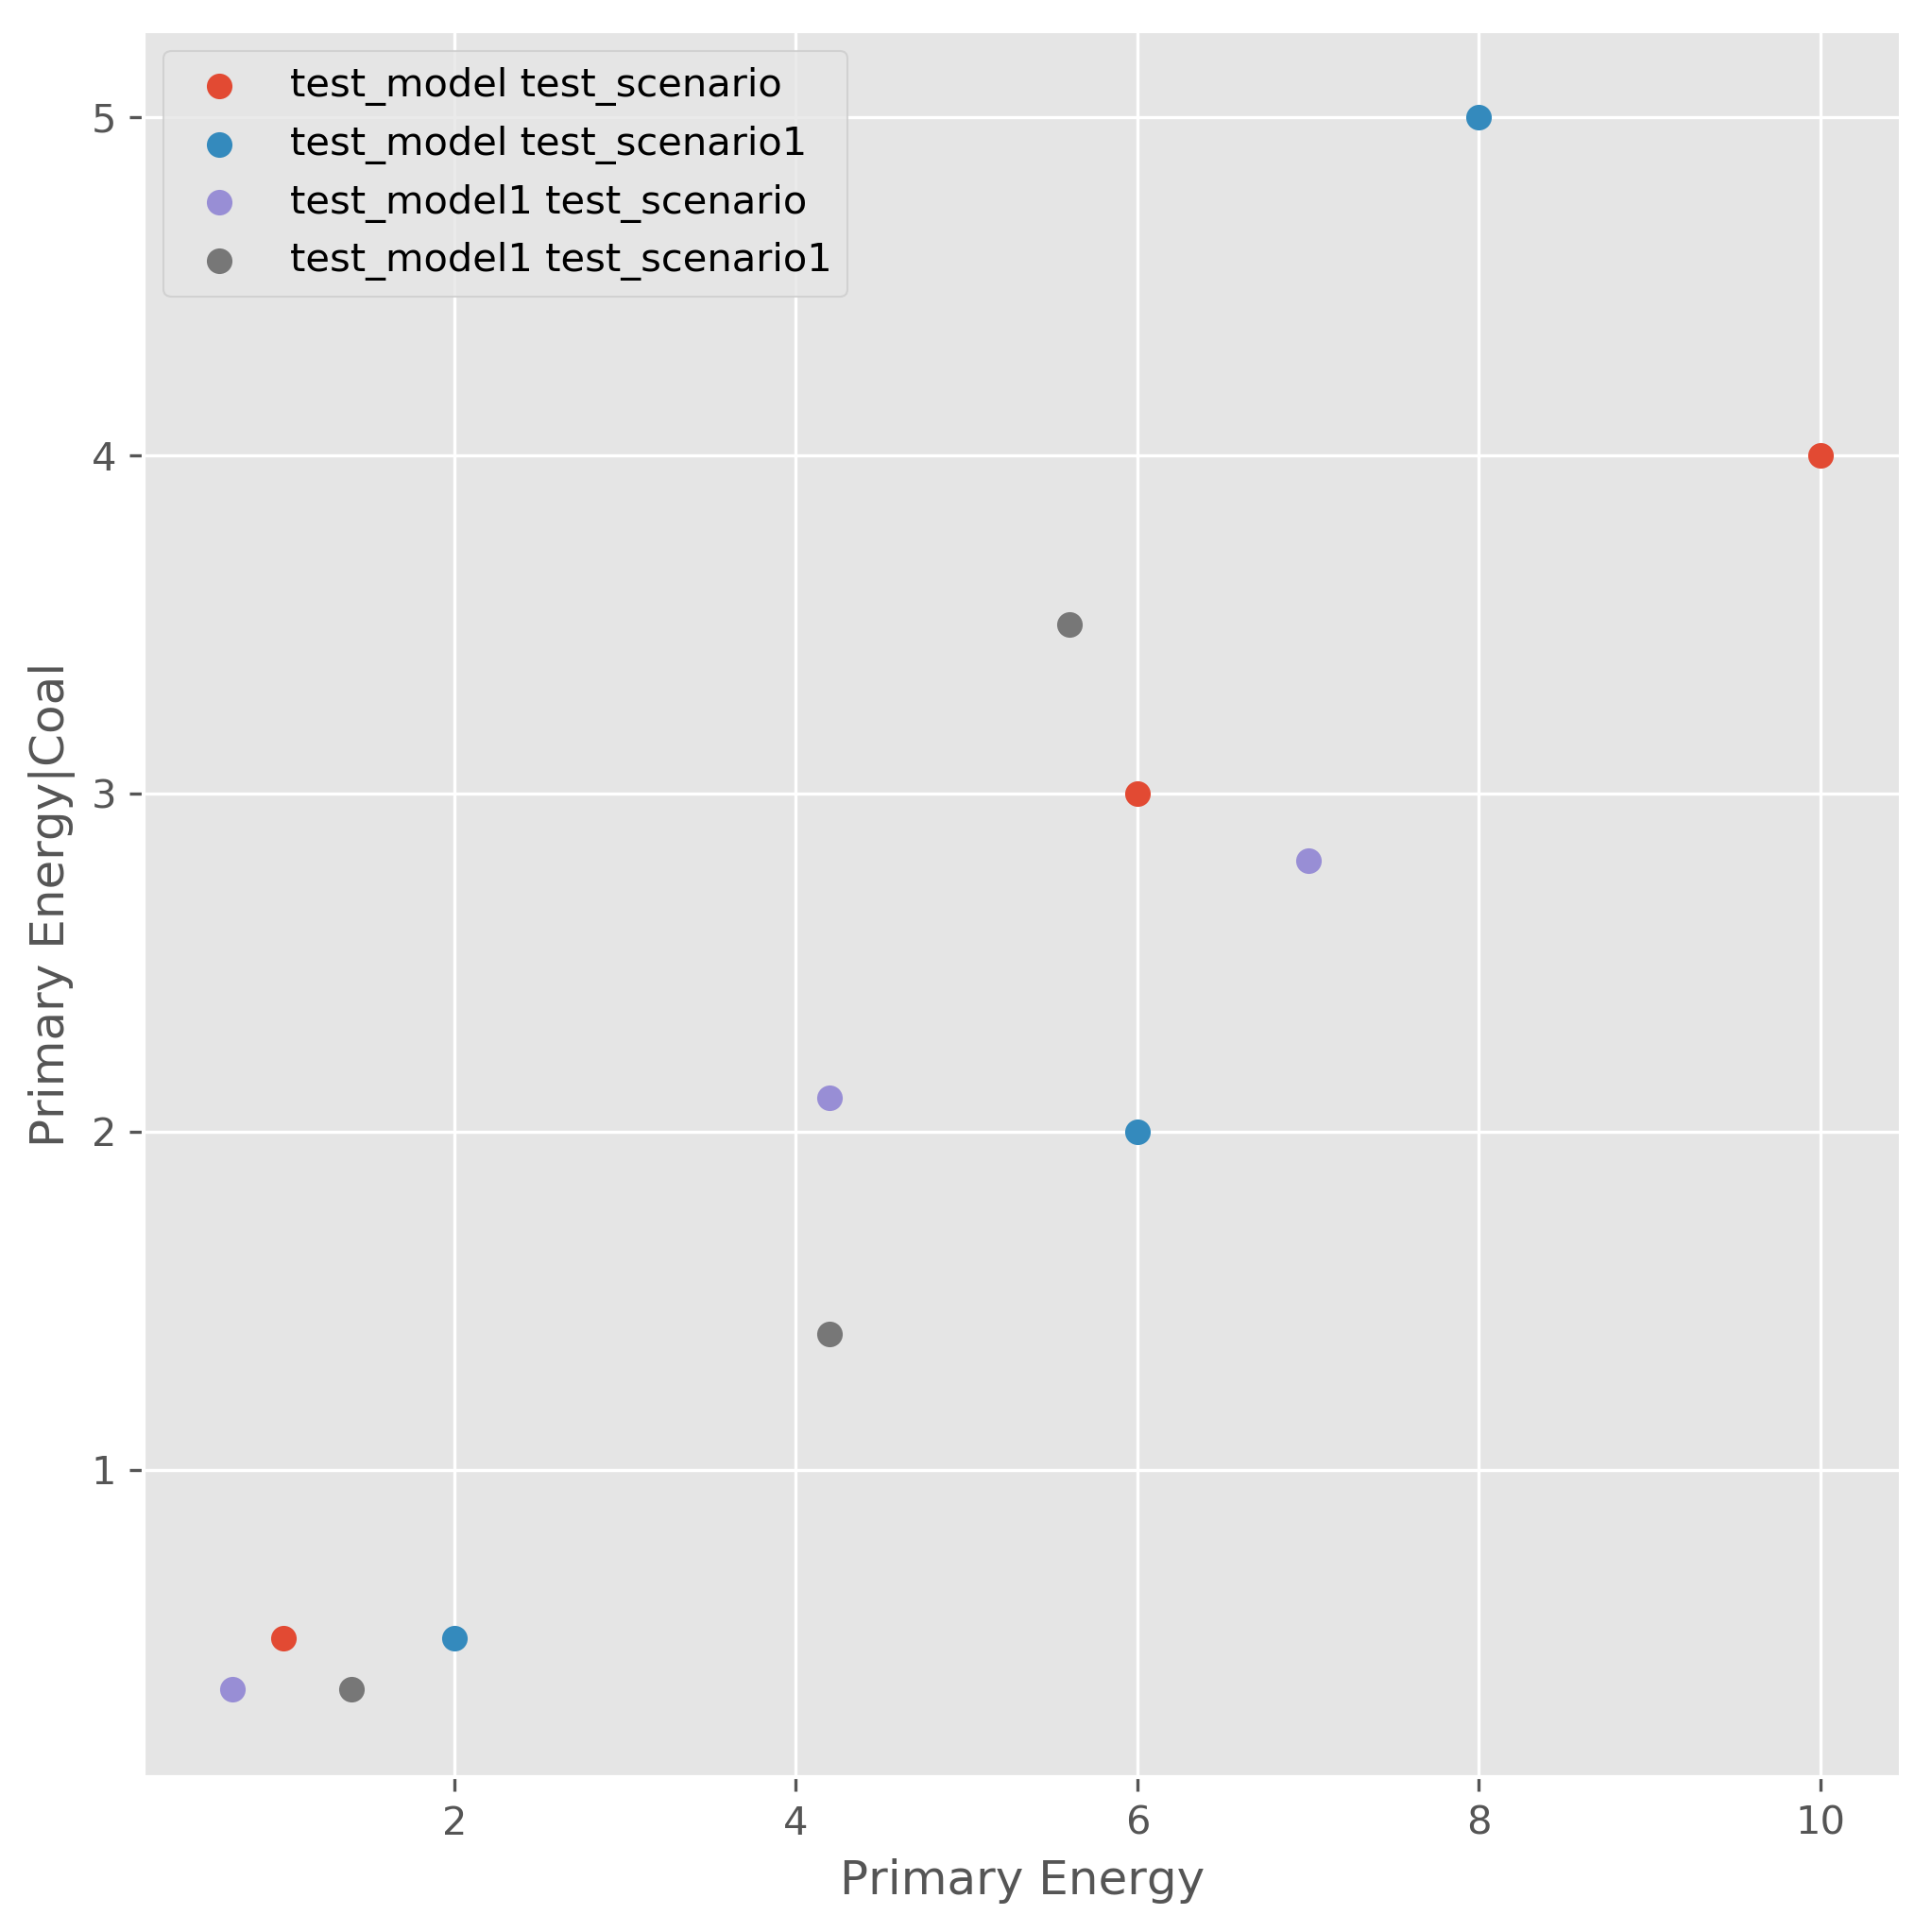 test_model test_scenario
test_model test_scenario1
test_model1 test_scenario
test_model1 test_scenario1
5
4
3
2
1
Primary Energy|Coal
2
4
6
8
10
Primary Energy